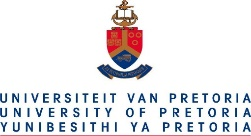 UNIVERSITEIT VAN PRETORIA
UNIVERSITY OF PRETORIA
YUNIBESITHI YA PRETORIA